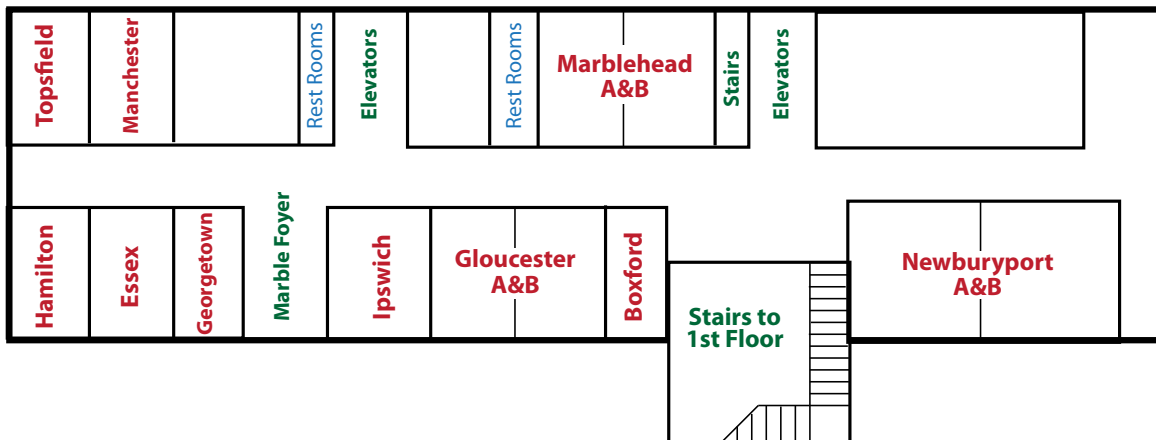 Topsfield
Manchester
Rest Rooms
Elevators
Rest Rooms
Marblehead
A&B
Stairs
Elevators
Hamilton
Essex
Georgetown
Marble Foyer
Ipswich
Gloucester
A&B
Boxford
Stairs to
1st Floor
Newburyport
A&B